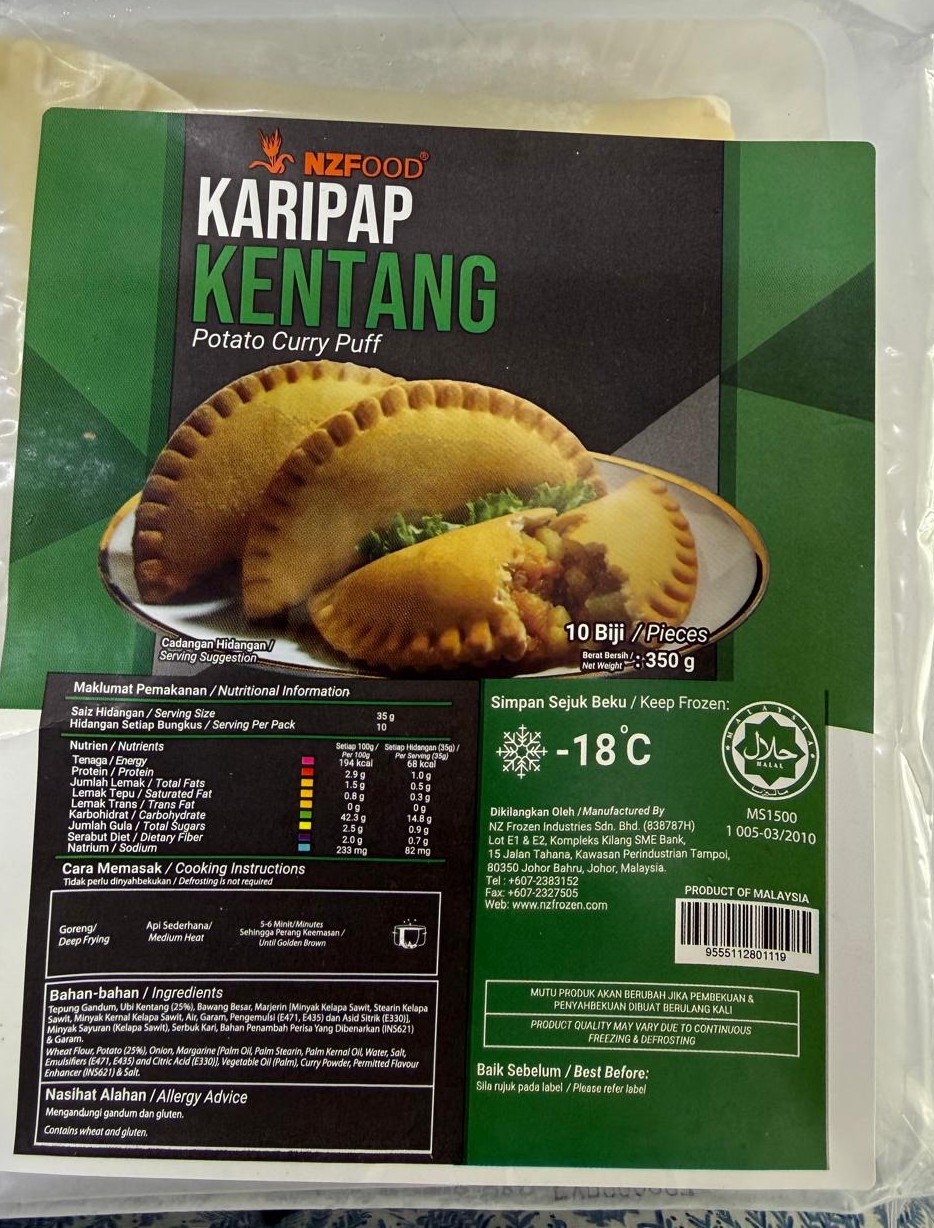 NZFOOD®
KARIPAP
KENTANG
Potato Curry Puff
10 Biji / Pieces
Cadangan Hidangan /
Serving Suggestion
Berat Bersih /
Net Weight : 350 g
Maklumat Pemakanan / Nutritional Information
Saiz Hidangan / Serving Size 35 g
Hidangan Setiap Bungkus / Serving Per Pack 10
Nutrien / Nutrients Setiap 100g / Per 100g Setiap Hidangan (35g) / Per Serving (35g)
Tenaga / Energy 194 kcal 68 kcal
Protein / Protein 2.9 g 1.0 g
Jumlah Lemak / Total Fats 1.5 g 0.5 g
Lemak Tepu / Saturated Fat 0.8 g 0.3 g
Lemak Trans / Trans Fat 0 g 0 g
Karbohidrat / Carbohydrate 42.3 g 14.8 g
Jumlah Gula / Total Sugars 2.5 g 0.9 g
Serabut Diet / Dietary Fiber 2.0 g 0.7 g
Natrium / Sodium 233 mg 82 mg
Cara Memasak / Cooking Instructions
Tidak perlu dinyahbekukan / Defrosting is not required
Goreng/
Deep Frying
Api Sederhana/
Medium Heat
5-6 Minit/Minutes
Sehingga Perang Keemasan /
Until Golden Brown
Bahan-bahan / Ingredients
Tepung Gandum, Ubi Kentang (25%), Bawang Besar, Marjerin [Minyak Kelapa Sawit, Stearin Kelapa
Sawit, Minyak Kernal Kelapa Sawit, Air, Garam, Pengemulsi (E471, E435) dan Asid Sitrik (E330)],
Minyak Sayuran (Kelapa Sawit), Serbuk Kari, Bahan Penambah Perisa Yang Dibenarkan (INS621)
& Garam.
Wheat Flour, Potato (25%), Onion, Margarine [Palm Oil, Palm Stearin, Palm Kernal Oil, Water, Salt,
Emulsifiers (E471, E435) and Citric Acid (E330)], Vegetable Oil (Palm), Curry Powder, Permitted Flavour
Enhancer (INS621) & Salt.
Nasihat Alahan / Allergy Advice
Mengandungi gandum dan gluten.
Contains wheat and gluten.
Simpan Sejuk Beku / Keep Frozen:
-18°C
MALAYSIA
حلال
HALAL
ماليزيا
MS1500
1 005-03/2010
Dikilangkan Oleh / Manufactured By
NZ Frozen Industries Sdn. Bhd. (838787H)
Lot E1 & E2, Kompleks Kilang SME Bank,
15 Jalan Tahana, Kawasan Perindustrian Tampoi,
80350 Johor Bahru, Johor, Malaysia.
Tel : +607-2383152
Fax: +607-2327505
Web: www.nzfrozen.com
PRODUCT OF MALAYSIA
9555112801119
MUTU PRODUK AKAN BERUBAH JIKA PEMBEKUAN &
PENYAHBEKUAN DIBUAT BERULANG KALI
PRODUCT QUALITY MAY VARY DUE TO CONTINUOUS
FREEZING & DEFROSTING
Baik Sebelum / Best Before:
Sila rujuk pada label / Please refer label